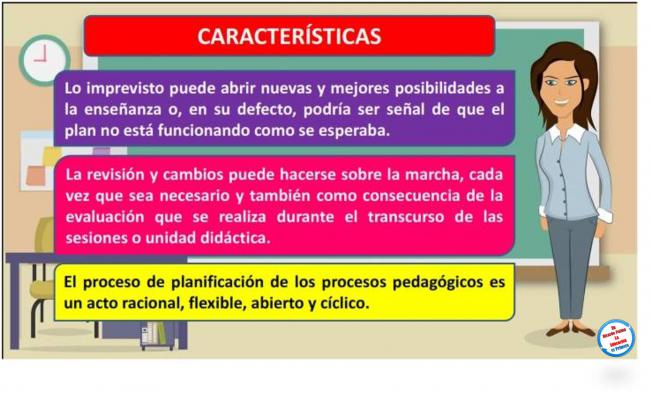 CARACTERÍSTICAS
Lo imprevisto puede abrir nuevas y mejores posibilidades a
la enseñanza o, en su defecto, podría ser señal de que el
plan no está funcionando como se esperaba.
La revisión y cambios puede hacerse sobre la marcha, cada
vez que sea necesario y también como consecuencia de la
evaluación que se realiza durante el transcurso de las
sesiones o unidad didáctica.
El proceso de planificación de los procesos pedagógicos es
un acto racional, flexible, abierto y cíclico.